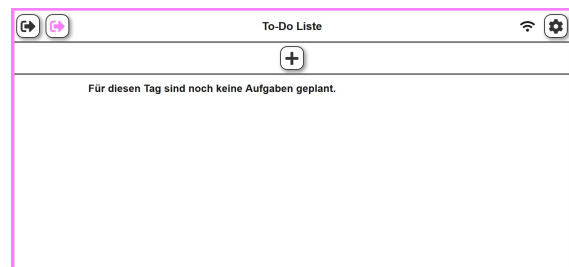 To-Do Liste
Für diesen Tag sind noch keine Aufgaben geplant.